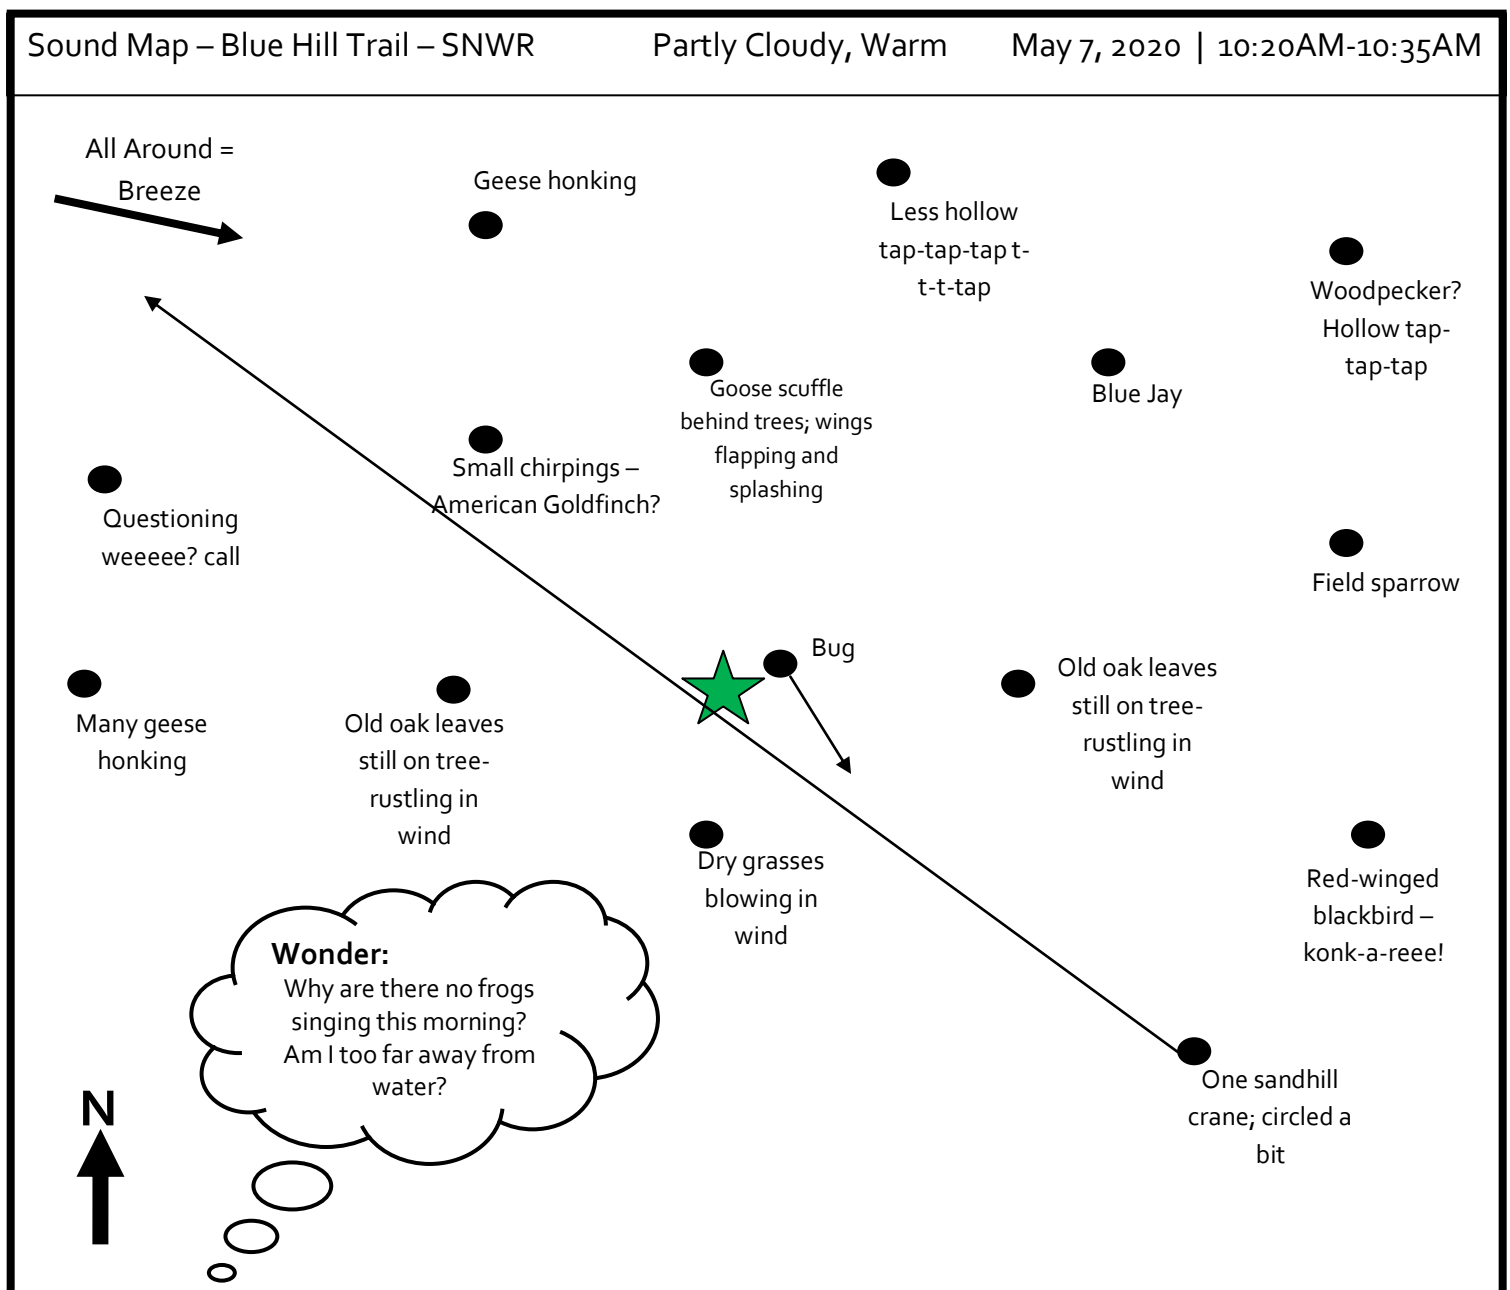 Sound Map – Blue Hill Trail – SNWR Partly Cloudy, Warm May 7, 2020 | 10:20AM-10:35AM
All Around =
Breeze
Geese honking
Less hollow
tap-tap-tap t-
t-t-tap
Woodpecker?
Hollow tap-
tap-tap
Goose scuffle
behind trees; wings
flapping and
splashing
Blue Jay
Small chirpings –
American Goldfinch?
Questioning
weeeee? call
Field sparrow
Bug
Old oak leaves
still on tree-
rustling in
wind
Many geese
honking
Old oak leaves
still on tree-
rustling in
wind
Dry grasses
blowing in
wind
Red-winged
blackbird –
konk-a-reee!
Wonder:
Why are there no frogs
singing this morning?
Am I too far away from
water?
One sandhill
crane; circled a
bit
N